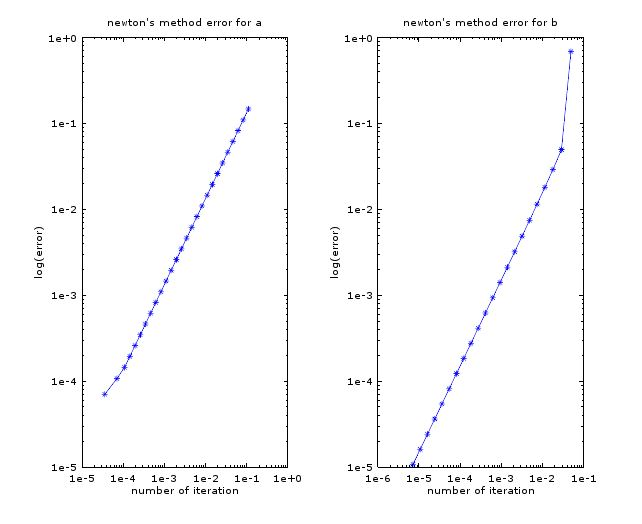 newton's method error for a
log(error)
1e+0
1e-1
1e-2
1e-3
1e-4
1e-5
1e-5 1e-4 1e-3 1e-2 1e-1 1e+0
number of iteration
newton's method error for b
log(error)
1e+0
1e-1
1e-2
1e-3
1e-4
1e-5
1e-6 1e-5 1e-4 1e-3 1e-2 1e-1
number of iteration